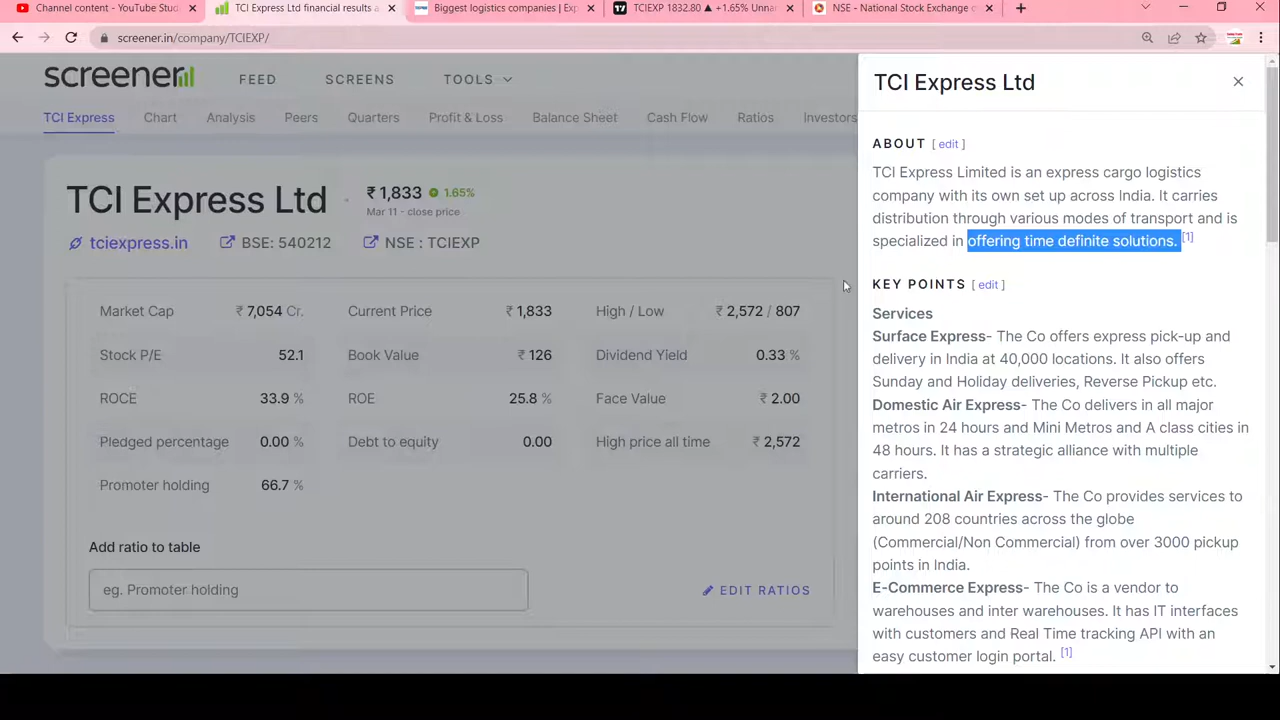 Channel content - YouTube Stud
TCI Express Ltd financial results a
Biggest logistics companies | Exp
TCIEXP 1832.80 ▲ +1.65% Unna
NSE - National Stock Exchange o
screener.in/company/TCIEXP/
screener
FEED
SCREENS
TOOLS
TCI Express
Chart
Analysis
Peers
Quarters
Profit & Loss
Balance Sheet
Cash Flow
Ratios
Investors
TCI Express Ltd
₹ 1,833
1.65%
Mar 11 - close price
tciexpress.in
BSE: 540212
NSE : TCIEXP
Market Cap ₹ 7,054 Cr.
Current Price ₹ 1,833
High / Low ₹ 2,572 / 807
Stock P/E 52.1
Book Value ₹ 126
Dividend Yield 0.33 %
ROCE 33.9 %
ROE 25.8 %
Face Value ₹ 2.00
Pledged percentage 0.00 %
Debt to equity 0.00
High price all time ₹ 2,572
Promoter holding 66.7 %
Add ratio to table
eg. Promoter holding
EDIT RATIOS
TCI Express Ltd
ABOUT [ edit ]
TCI Express Limited is an express cargo logistics
company with its own set up across India. It carries
distribution through various modes of transport and is
specialized in offering time definite solutions. [1]
KEY POINTS [ edit ]
Services
Surface Express- The Co offers express pick-up and
delivery in India at 40,000 locations. It also offers
Sunday and Holiday deliveries, Reverse Pickup etc.
Domestic Air Express- The Co delivers in all major
metros in 24 hours and Mini Metros and A class cities in
48 hours. It has a strategic alliance with multiple
carriers.
International Air Express- The Co provides services to
around 208 countries across the globe
(Commercial/Non Commercial) from over 3000 pickup
points in India.
E-Commerce Express- The Co is a vendor to
warehouses and inter warehouses. It has IT interfaces
with customers and Real Time tracking API with an
easy customer login portal. [1]